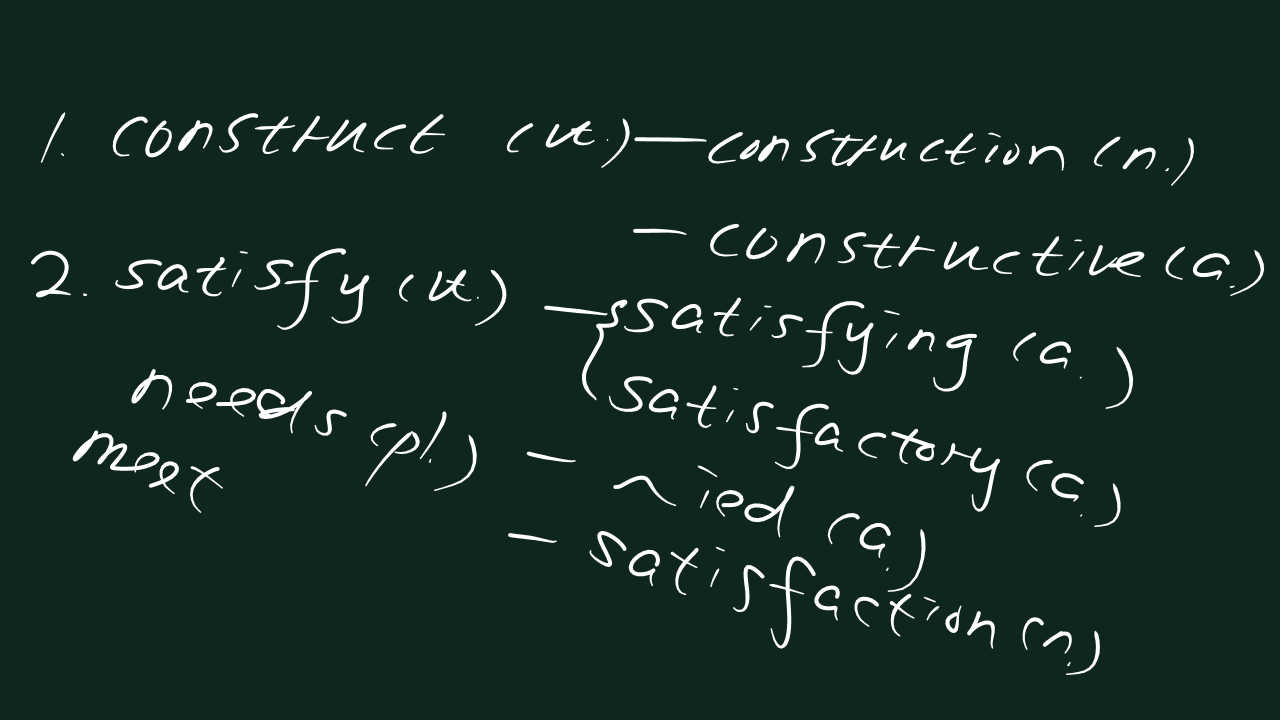 1. construct (vt.) — construction (n.)
— constructive (a.)
2. satisfy (vt.) — { satisfying (a.)
satisfactory (a.)
needs (pl.) — ~ied (a.)
meet
— satisfaction (n.)